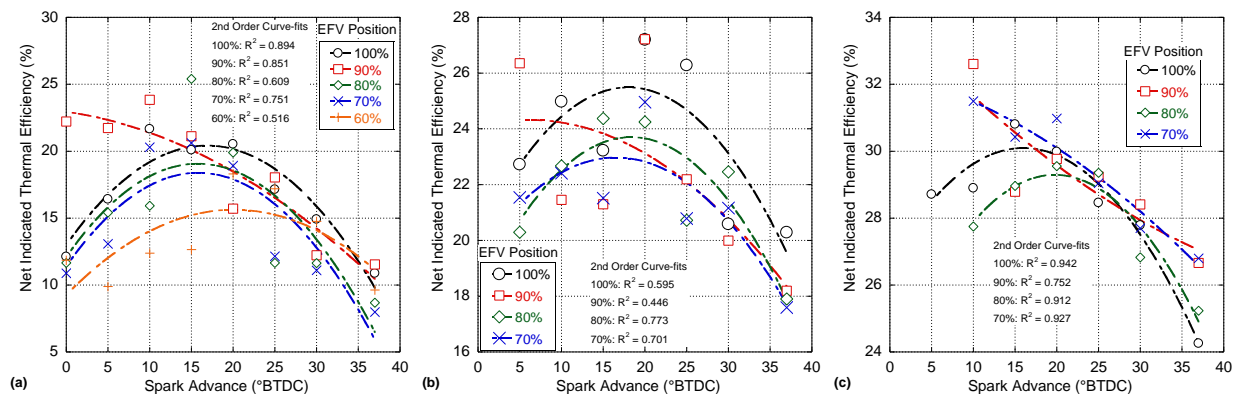 Net Indicated Thermal Efficiency (%)
35
30
25
20
15
10
5
0 5 10 15 20 25 30 35 40
Spark Advance (°BTDC)
(a)
2nd Order Curve-fits
100%: R² = 0.894
90%: R² = 0.851
80%: R² = 0.609
70%: R² = 0.751
60%: R² = 0.516
EFV Position
100%
90%
80%
70%
60%
Net Indicated Thermal Efficiency (%)
28
26
24
22
20
18
16
0 5 10 15 20 25 30 35 40
Spark Advance (°BTDC)
(b)
EFV Position
100%
90%
80%
70%
2nd Order Curve-fits
100%: R² = 0.595
90%: R² = 0.446
80%: R² = 0.773
70%: R² = 0.701
Net Indicated Thermal Efficiency (%)
34
32
30
28
26
24
0 5 10 15 20 25 30 35 40
Spark Advance (°BTDC)
(c)
EFV Position
100%
90%
80%
70%
2nd Order Curve-fits
100%: R² = 0.942
90%: R² = 0.752
80%: R² = 0.912
70%: R² = 0.927